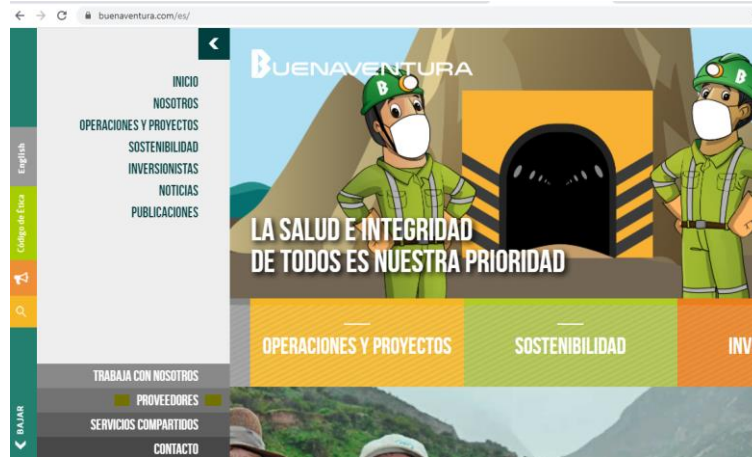 buenaventura.com/es/
INICIO
NOSOTROS
OPERACIONES Y PROYECTOS
SOSTENIBILIDAD
INVERSIONISTAS
NOTICIAS
PUBLICACIONES
English
Código de Ética
BAJAR
TRABAJA CON NOSOTROS
PROVEEDORES
SERVICIOS COMPARTIDOS
CONTACTO
BUENAVENTURA
B
B
LA SALUD E INTEGRIDAD
DE TODOS ES NUESTRA PRIORIDAD
OPERACIONES Y PROYECTOS
SOSTENIBILIDAD
INV